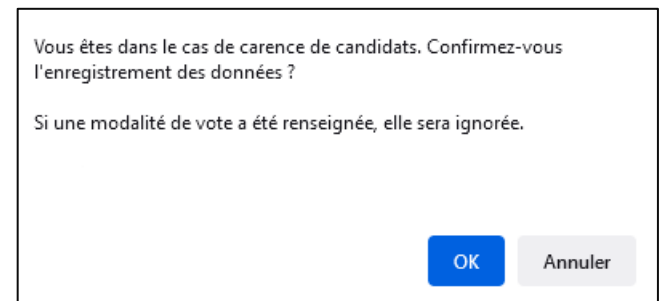 Vous êtes dans le cas de carence de candidats. Confirmez-vous
l'enregistrement des données ?
Si une modalité de vote a été renseignée, elle sera ignorée.
OK
Annuler